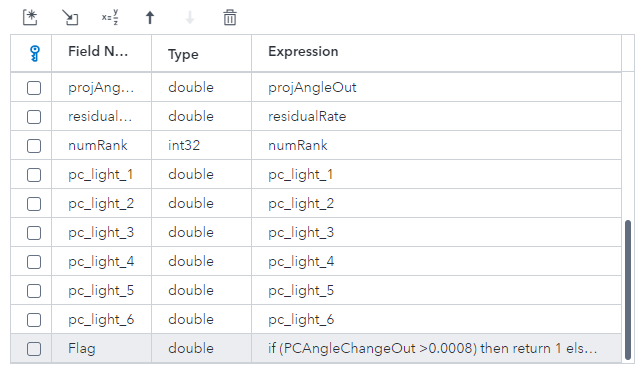 x= y/z
Field N... Type Expression
projAng... double projAngleOut
residual... double residualRate
numRank int32 numRank
pc_light_1 double pc_light_1
pc_light_2 double pc_light_2
pc_light_3 double pc_light_3
pc_light_4 double pc_light_4
pc_light_5 double pc_light_5
pc_light_6 double pc_light_6
Flag double if (PCAngleChangeOut >0.0008) then return 1 els...